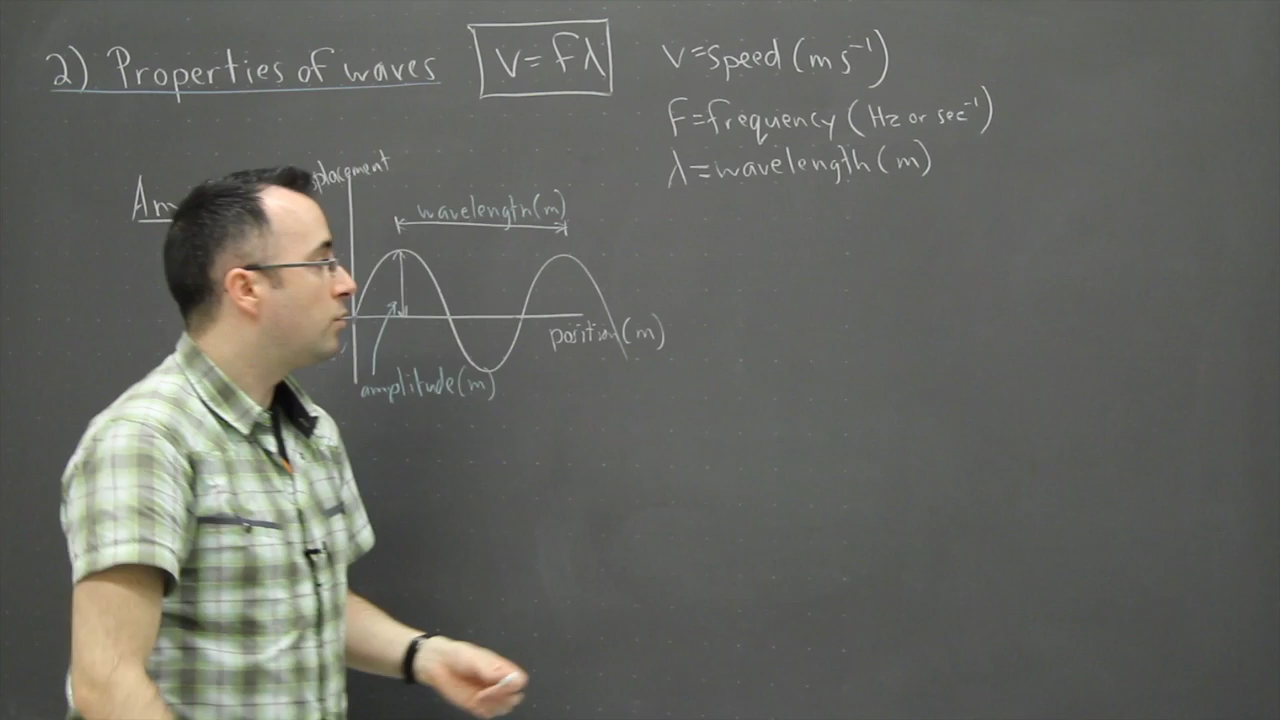 2) Properties of waves
v=fλ
v=speed (m s⁻¹)
f=frequency (Hz or sec⁻¹)
λ=wavelength (m)
wavelength(m)
position(m)
amplitude(m)